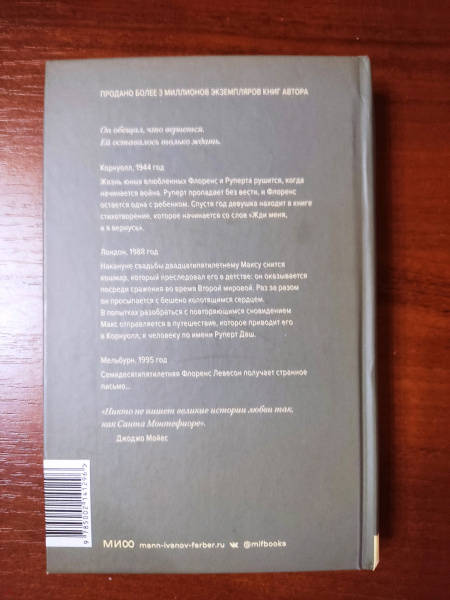 ПРОДАНО БОЛЕЕ 3 МИЛЛИОНОВ ЭКЗЕМПЛЯРОВ КНИГ АВТОРА
Он обещал, что вернется.
Ей оставалось только ждать.
Корнуолл, 1944 год
Жизнь юных влюбленных Флоренс и Руперта рушится, когда
начинается война. Руперт пропадает без вести, и Флоренс
остается одна с ребенком. Спустя год девушка находит в книге
стихотворение, которое начинается со слов «Жди меня,
и я вернусь».
Лондон, 1988 год
Накануне свадьбы двадцатипятилетнему Максу снится
кошмар, который преследовал его в детстве: он оказывается
посреди сражения во время Второй мировой. Раз за разом
он просыпается с бешено колотящимся сердцем.
В попытках разобраться с повторяющимся сновидением
Макс отправляется в путешествие, которое приводит его
в Корнуолл, к человеку по имени Руперт Даш.
Мельбурн, 1995 год
Семидесятипятилетняя Флоренс Левесон получает странное
письмо...
«Никто не пишет великие истории любви так,
как Санта Монтефиоре».
Джоджо Мойес
9 785002 141296
МИФ mann-ivanov-ferber.ru @mifbooks